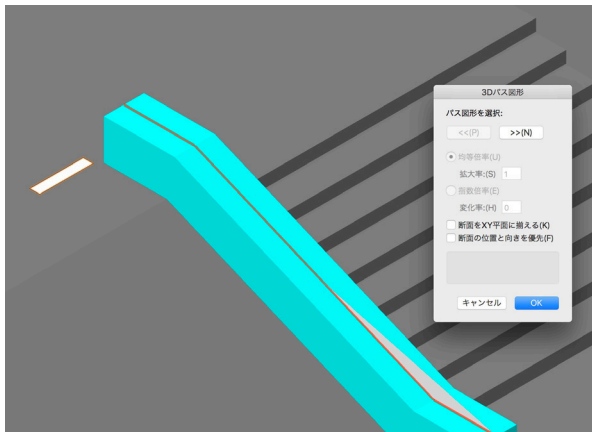 3Dパス図形
パス図形を選択:
<<(P) >>(N)
均等倍率(U)
拡大率:(S) 1
指数倍率(E)
変化率:(H) 0
断面をXY平面に揃える(K)
断面の位置と向きを優先(F)
キャンセル OK